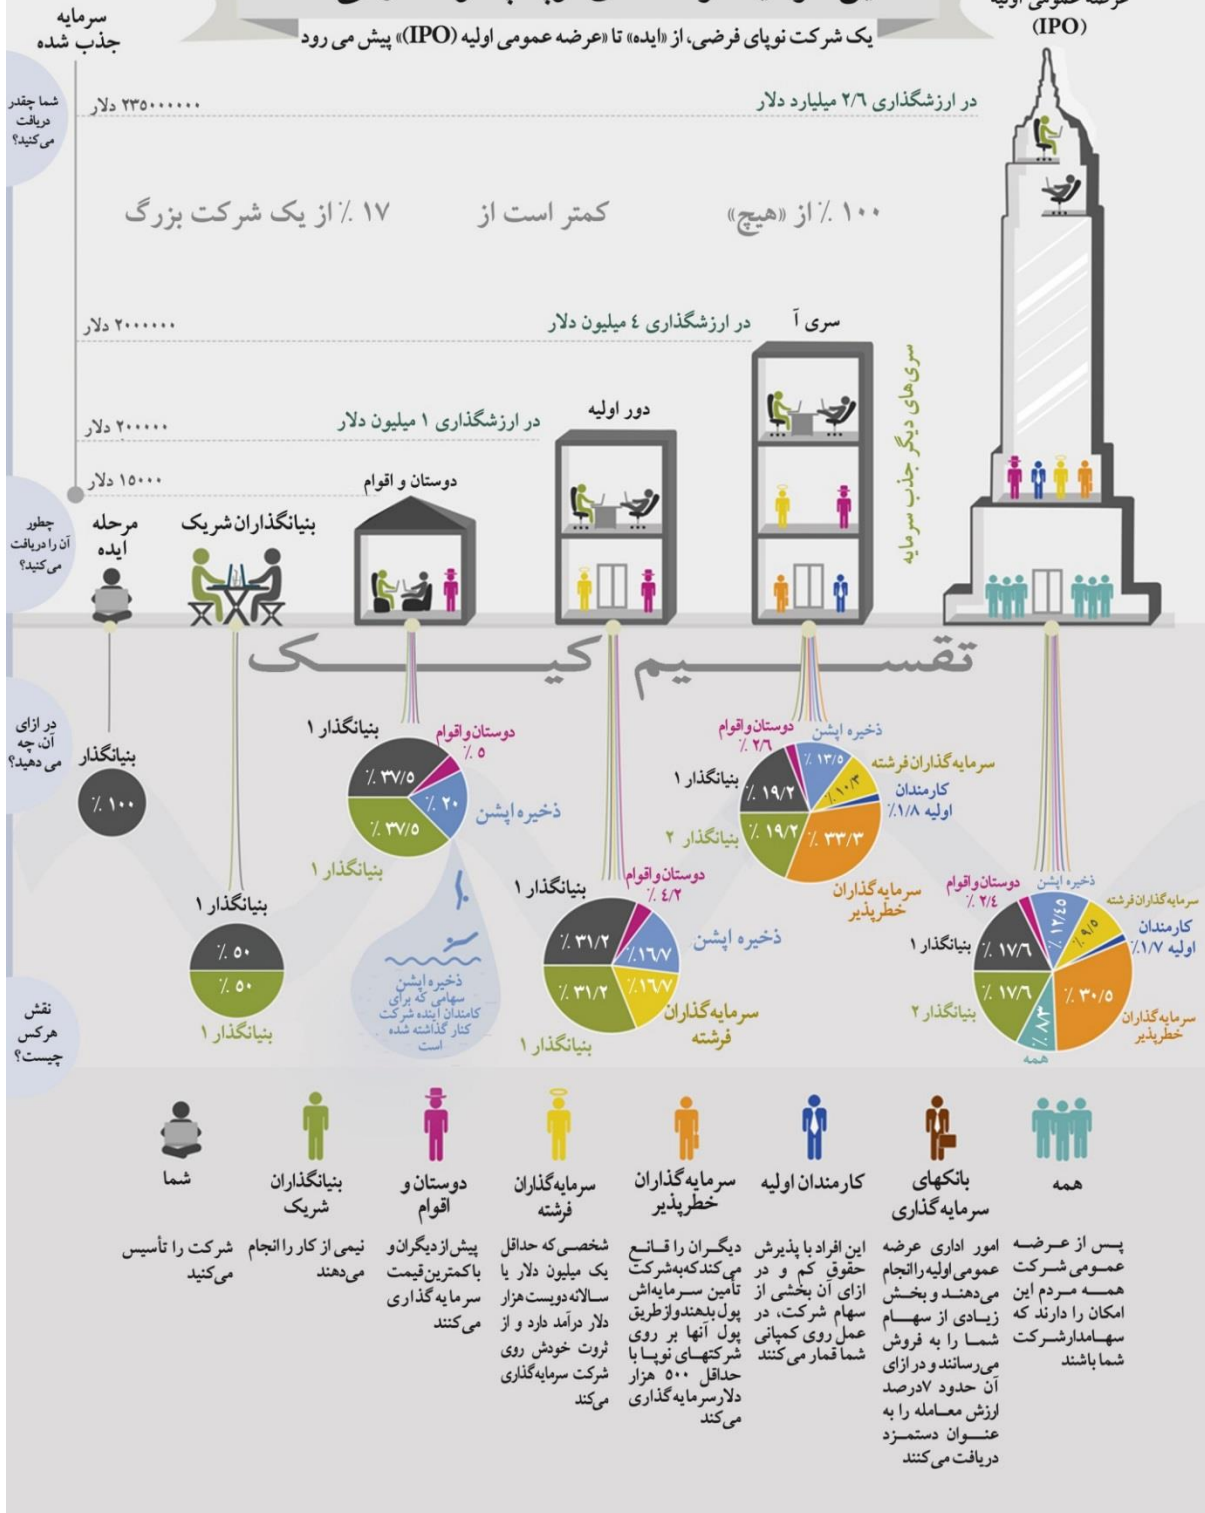 عرضه عمومی اولیه
(IPO)
یک شرکت نوپای فرضی، از «ایده» تا «عرضه عمومی اولیه (IPO)» پیش می رود
سرمایه
جذب شده
شما چقدر
دریافت
می‌کنید؟
در ارزشگذاری ۲/۶ میلیارد دلار
۲۳۵۰۰۰۰۰۰ دلار
۱۰۰ ٪ از «هیچ»
کمتر است از
۱۷ ٪ از یک شرکت بزرگ
سری آ
در ارزشگذاری ۴ میلیون دلار
۲۰۰۰۰۰۰ دلار
سری‌های دیگر جذب سرمایه
دور اولیه
در ارزشگذاری ۱ میلیون دلار
۲۰۰۰۰۰ دلار
۱۵۰۰۰ دلار
دوستان و اقوام
بنیانگذاران شریک
مرحله
ایده
چطور
آن را دریافت
می‌کنید؟
تقسیم کیک
در ازای
آن، چه
می دهید؟
بنیانگذار
۱۰۰ ٪
بنیانگذار ۱
۵۰ ٪
۵۰ ٪
بنیانگذار ۱
بنیانگذار ۱
دوستان و اقوام
۵ ٪
۳۷/۵ ٪
۲۰ ٪
ذخیره اپشن
۳۷/۵ ٪
بنیانگذار ۱
ذخیره اپشن
سهامی که برای
کامندان آینده شرکت
کنار گذاشته شده
است
بنیانگذار ۱
دوستان و اقوام
۴/۲ ٪
۳۱/۲ ٪
۱۶/۷٪
ذخیره اپشن
۳۱/۲ ٪
۱۶/۷٪
سرمایه‌گذاران
فرشته
بنیانگذار ۱
دوستان و اقوام
۲/۶ ٪
ذخیره اپشن
۱۳/۵ ٪
سرمایه‌گذاران فرشته
۱۰/۳ ٪
بنیانگذار ۱
۱۹/۲ ٪
کارمندان
اولیه ۱/۸٪
بنیانگذار ۲
۱۹/۲ ٪
۳۳/۳ ٪
سرمایه‌گذاران
خطرپذیر
دوستان و اقوام
۲/۴ ٪
ذخیره اپشن
۱۲/۴۵ ٪
سرمایه‌گذاران فرشته
۹/۵ ٪
بنیانگذار ۱
۱۷/۶ ٪
کارمندان
اولیه ۱/۷٪
بنیانگذار ۲
۱۷/۶ ٪
۳۰/۵ ٪
سرمایه‌گذاران
خطرپذیر
۸/۳ ٪
همه
نقش
هرکس
چیست؟
همه
پس از عرضه
عمومی شرکت
همه مردم این
امکان را دارند که
سهامدار شرکت
شما باشند
بانکهای
سرمایه‌گذاری
امور اداری عرضه
عمومی اولیه را انجام
می‌دهند و بخش
زیادی از سهام
شما را به فروش
می‌رسانند و در ازای
آن حدود ۷درصد
ارزش معامله را به
عنوان دستمزد
دریافت می‌کنند
کارمندان اولیه
این افراد با پذیرش
حقوق کم و در
ازای آن بخشی از
سهام شرکت، در
عمل روی کمپانی
شما قمار می‌کنند
سرمایه‌گذاران
خطرپذیر
دیگران را قانع
می‌کند که به شرکت
تأمین سرمایه‌اش
پول بدهند و از طریق
پول آنها بر روی
شرکتهای نوپا با
حداقل ۵۰۰ هزار
دلار سرمایه گذاری
می‌کند
سرمایه‌گذاران
فرشته
شخصی که حداقل
یک میلیون دلار یا
سالانه دویست هزار
دلار درآمد دارد و از
ثروت خودش روی
شرکت سرمایه‌گذاری
می‌کند
دوستان و
اقوام
پیش از دیگران و
با کمترین قیمت
سرمایه گذاری
می‌کنند
بنیانگذاران
شریک
نیمی از کار را انجام
می‌دهند
شما
شرکت را تأسیس
می‌کنید